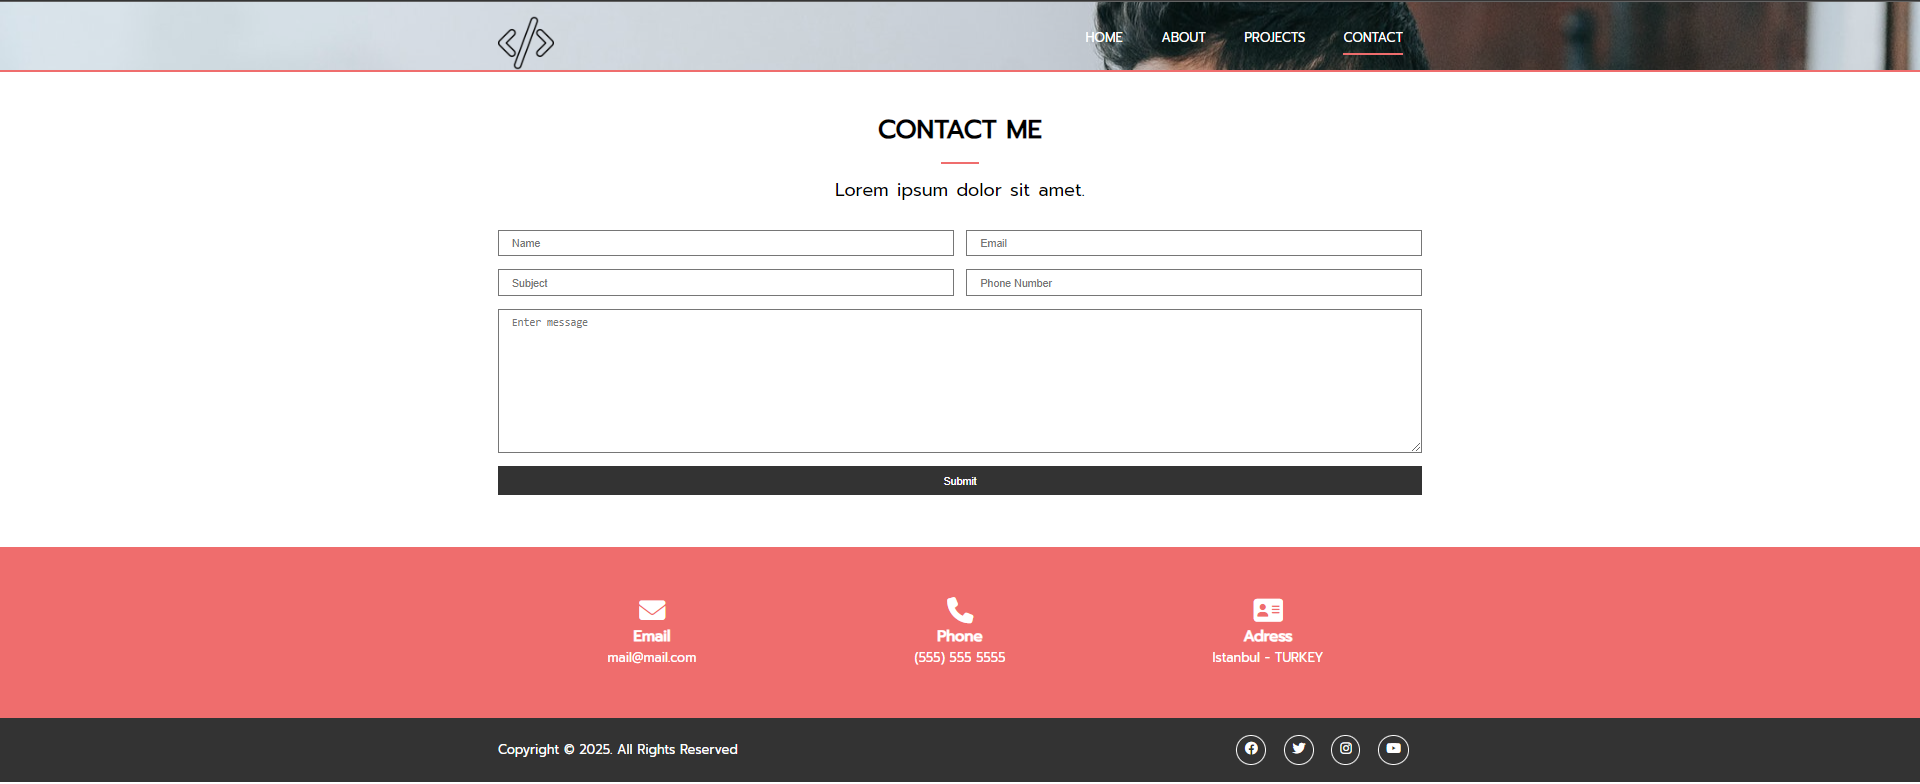 HOME ABOUT PROJECTS CONTACT
CONTACT ME
Lorem ipsum dolor sit amet.
Name Email
Subject Phone Number
Enter message
Submit
Email Phone Adress
mail@mail.com (555) 555 5555 Istanbul - TURKEY
Copyright © 2025. All Rights Reserved